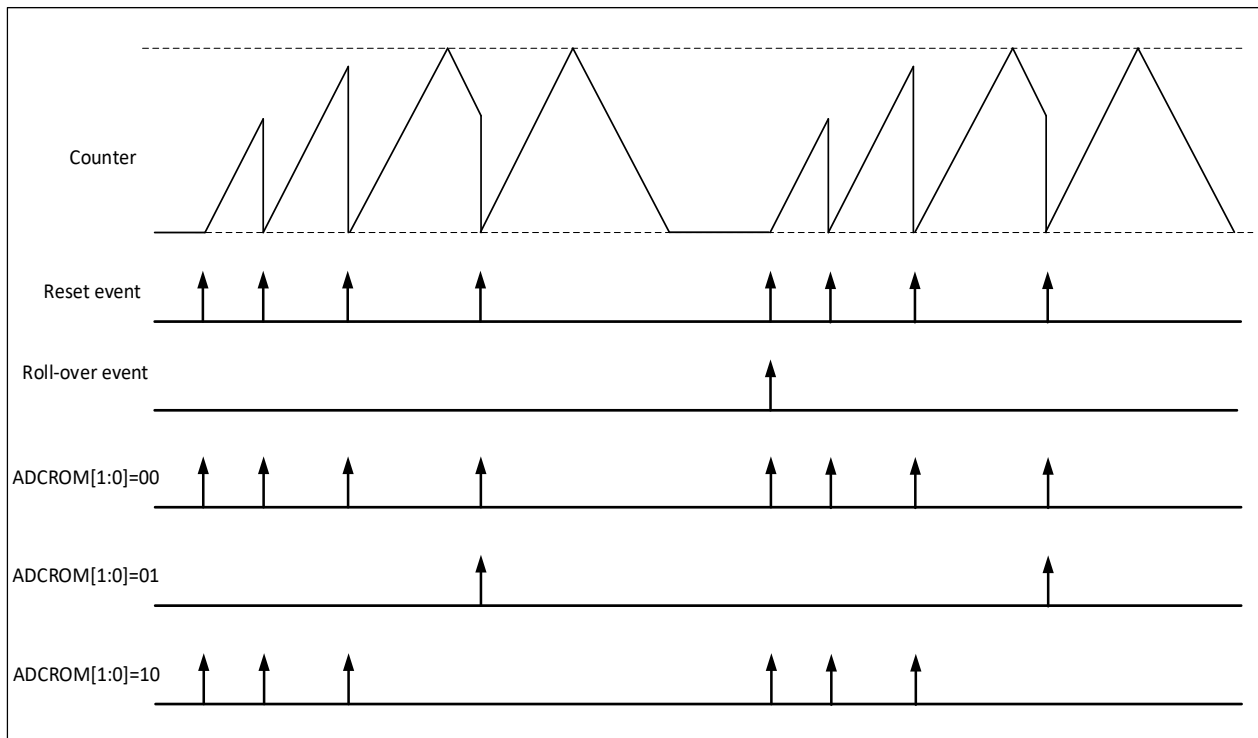 Counter
Reset event
Roll-over event
ADCROM[1:0]=00
ADCROM[1:0]=01
ADCROM[1:0]=10